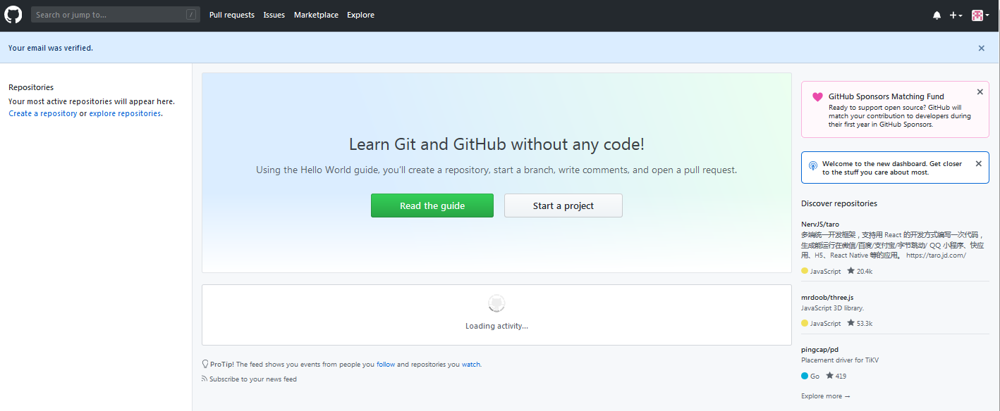 Search or jump to...
/
Pull requests
Issues
Marketplace
Explore
Your email was verified.
Repositories
Your most active repositories will appear here.
Create a repository or explore repositories.
Learn Git and GitHub without any code!
Using the Hello World guide, you’ll create a repository, start a branch, write comments, and open a pull request.
Read the guide
Start a project
Loading activity...
ProTip! The feed shows you events from people you follow and repositories you watch.
Subscribe to your news feed
GitHub Sponsors Matching Fund
Ready to support open source? GitHub will
match your contribution to developers during
their first year in GitHub Sponsors.
Welcome to the new dashboard. Get closer
to the stuff you care about most.
Discover repositories
NervJS/taro
多端统一开发框架，支持用 React 的开发方式编写一次代码，
生成能运行在微信/百度/支付宝/字节跳动/ QQ 小程序、快应
用、H5、React Native 等的应用。 https://taro.jd.com/
JavaScript 20.4k
mrdoob/three.js
JavaScript 3D library.
JavaScript 53.3k
pingcap/pd
Placement driver for TiKV
Go 419
Explore more →